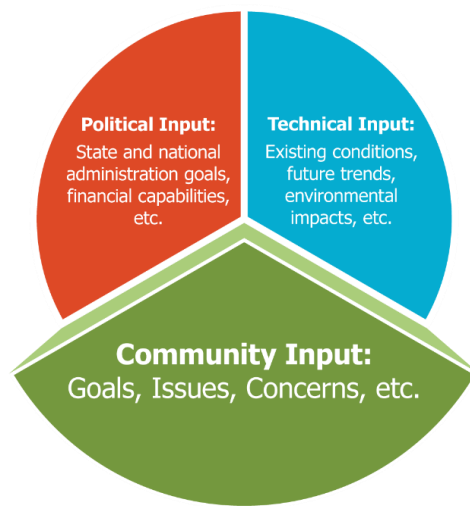 Political Input:
State and national
administration goals,
financial capabilities,
etc.
Technical Input:
Existing conditions,
future trends,
environmental
impacts, etc.
Community Input:
Goals, Issues, Concerns, etc.